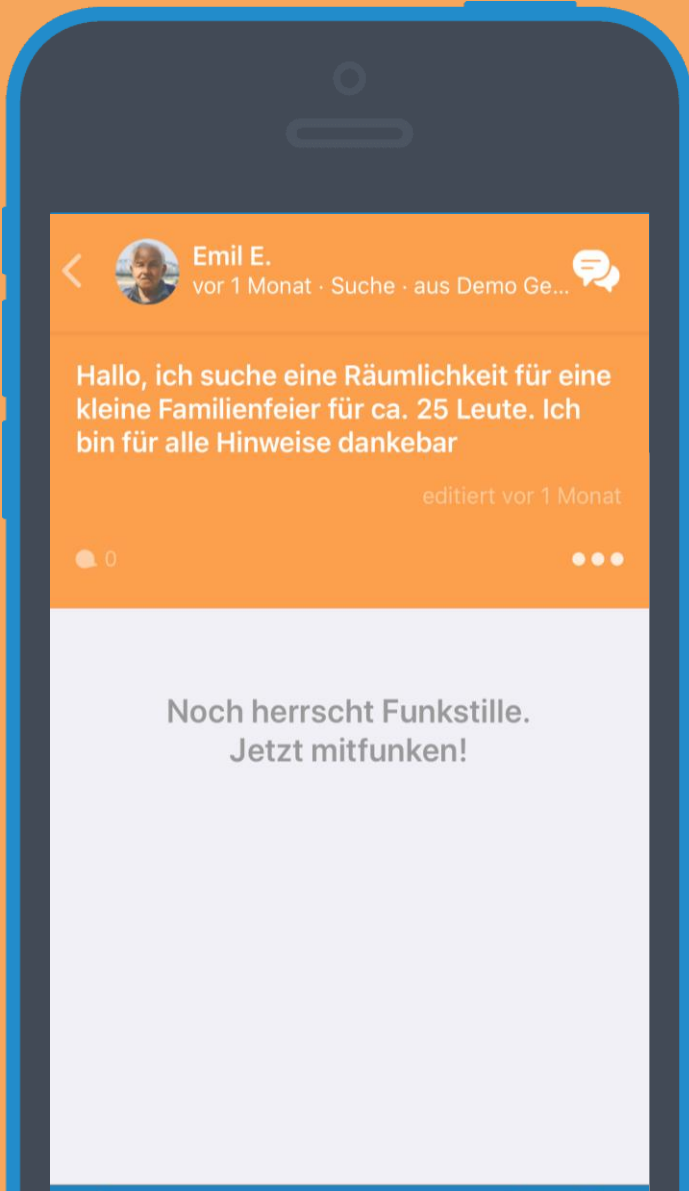 Emil E.
vor 1 Monat · Suche · aus Demo Ge...
Hallo, ich suche eine Räumlichkeit für eine
kleine Familienfeier für ca. 25 Leute. Ich
bin für alle Hinweise dankebar
editiert vor 1 Monat
0
Noch herrscht Funkstille.
Jetzt mitfunken!